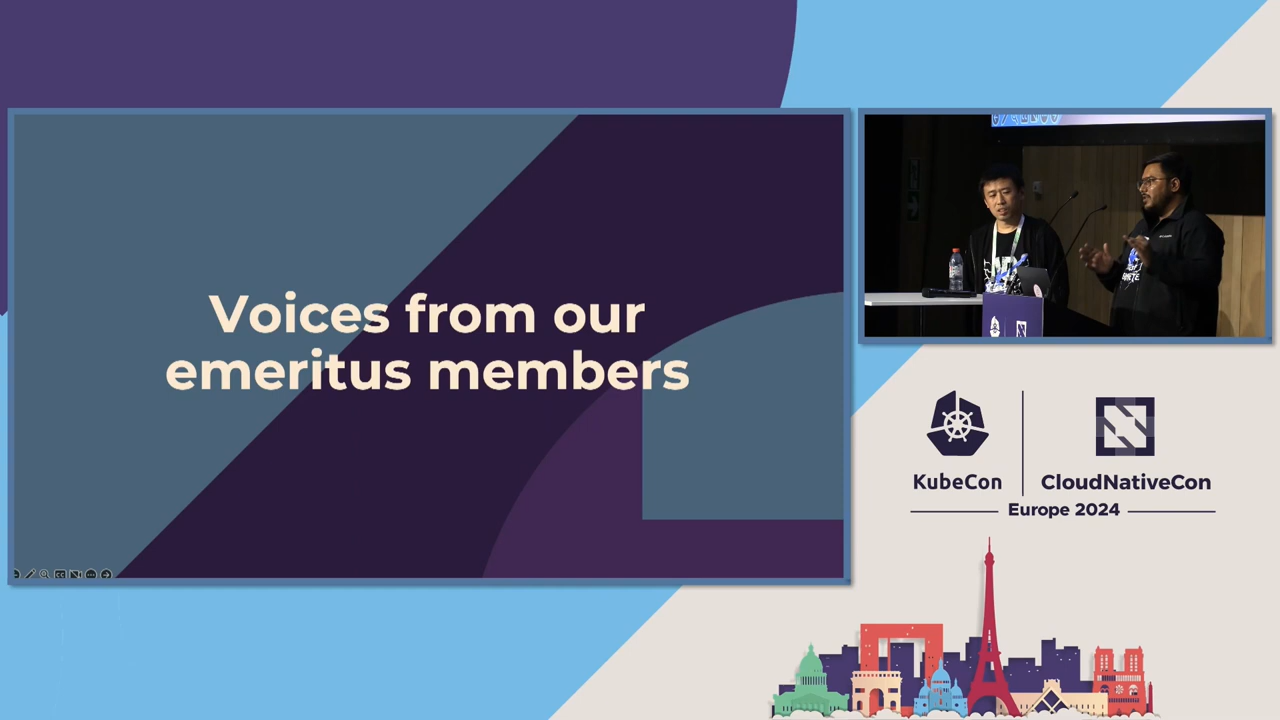 Voices from our
emeritus members
KubeCon
CloudNativeCon
Europe 2024